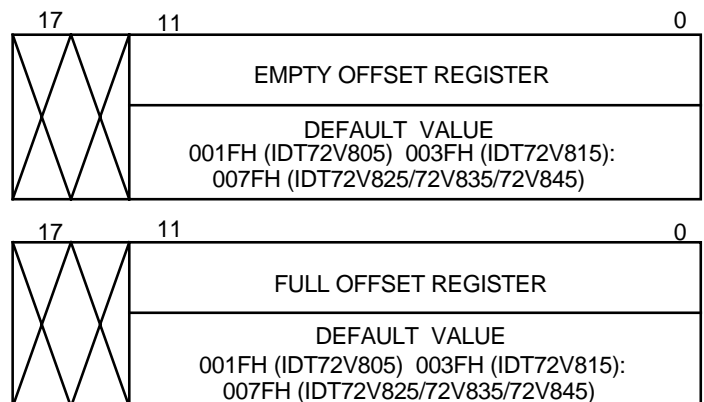 17 11 0
EMPTY OFFSET REGISTER
DEFAULT VALUE
001FH (IDT72V805) 003FH (IDT72V815):
007FH (IDT72V825/72V835/72V845)
17 11 0
FULL OFFSET REGISTER
DEFAULT VALUE
001FH (IDT72V805) 003FH (IDT72V815):
007FH (IDT72V825/72V835/72V845)